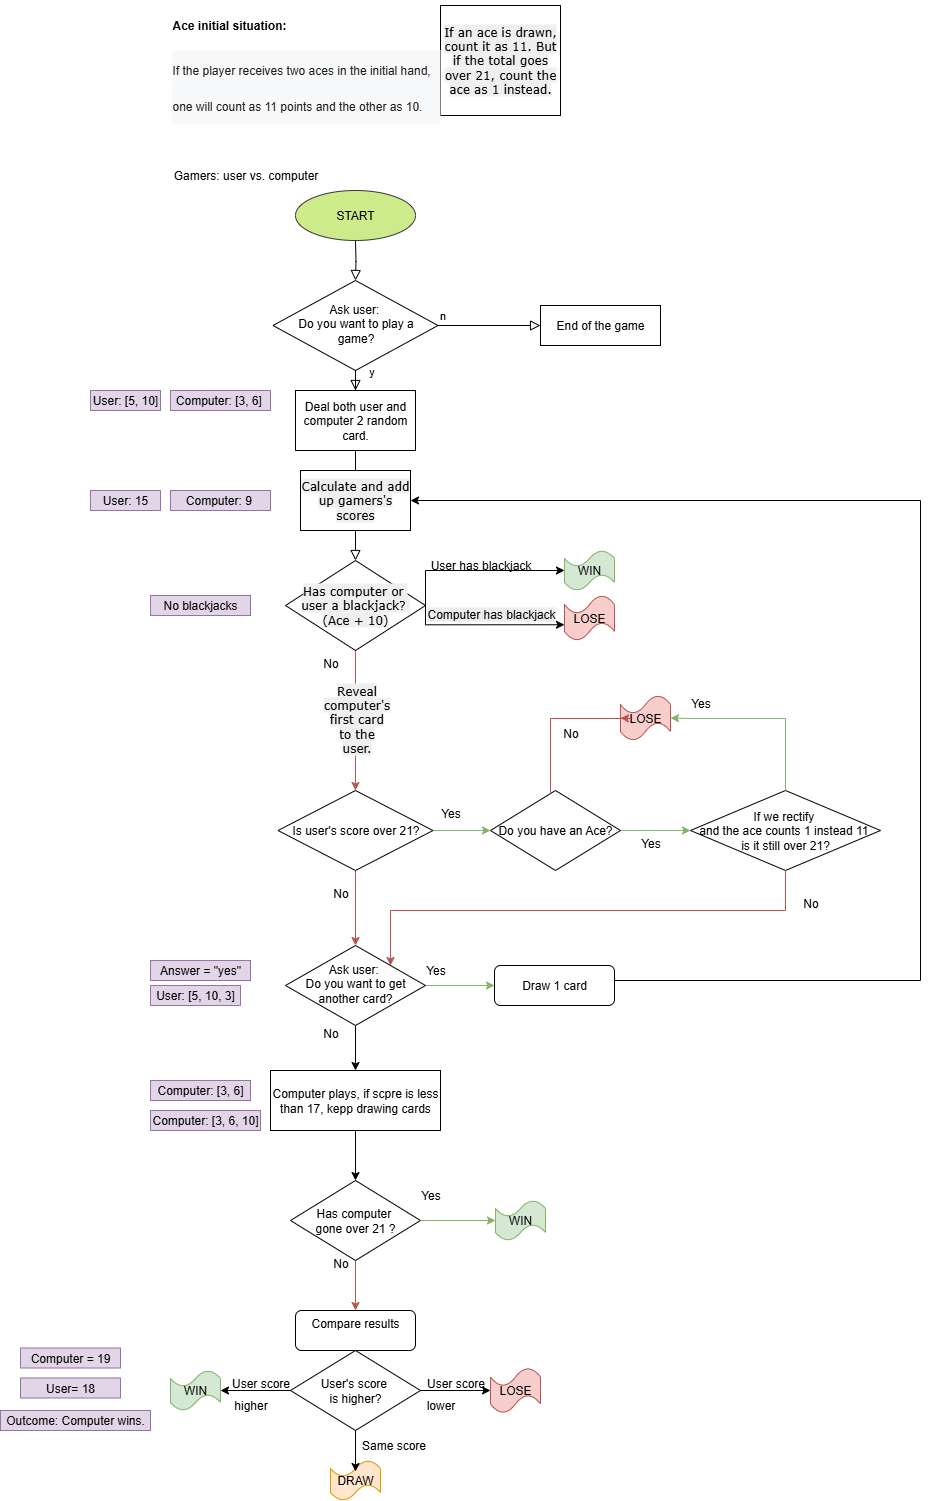 Ace initial situation:
If an ace is drawn,
count it as 11. But
if the total goes
over 21, count the
ace as 1 instead.
If the player receives two aces in the initial hand,
one will count as 11 points and the other as 10.
Gamers: user vs. computer
START
Ask user:
Do you want to play a
game?
n
End of the game
y
User: [5, 10]
Computer: [3, 6]
Deal both user and
computer 2 random
card.
User: 15
Computer: 9
Calculate and add
up gamers's
scores
No blackjacks
Has computer or
user a blackjack?
(Ace + 10)
User has blackjack
WIN
Computer has blackjack
LOSE
No
Reveal
computer's
first card
to the
user.
LOSE
Yes
No
Is user's score over 21?
Yes
Do you have an Ace?
Yes
If we rectify
and the ace counts 1 instead 11
is it still over 21?
No
No
Answer = "yes"
User: [5, 10, 3]
Ask user:
Do you want to get
another card?
Yes
Draw 1 card
No
Computer: [3, 6]
Computer: [3, 6, 10]
Computer plays, if scpre is less
than 17, kepp drawing cards
Has computer
gone over 21 ?
Yes
WIN
No
Compare results
Computer = 19
User= 18
Outcome: Computer wins.
WIN
User score
higher
User's score
is higher?
User score
lower
LOSE
Same score
DRAW